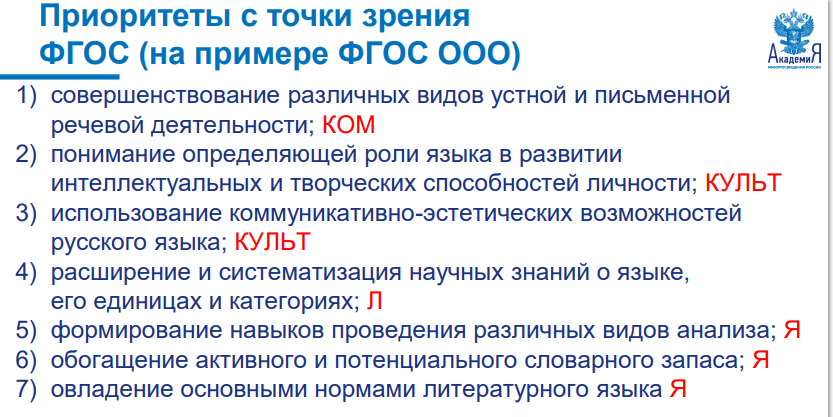 Приоритеты с точки зрения
ФГОС (на примере ФГОС ООО)
АкадемиЯ
МИНПРОСВЕЩЕНИЯ РОССИИ
1) совершенствование различных видов устной и письменной
речевой деятельности; КОМ
2) понимание определяющей роли языка в развитии
интеллектуальных и творческих способностей личности; КУЛЬТ
3) использование коммуникативно-эстетических возможностей
русского языка; КУЛЬТ
4) расширение и систематизация научных знаний о языке,
его единицах и категориях; Л
5) формирование навыков проведения различных видов анализа; Я
6) обогащение активного и потенциального словарного запаса; Я
7) овладение основными нормами литературного языка Я